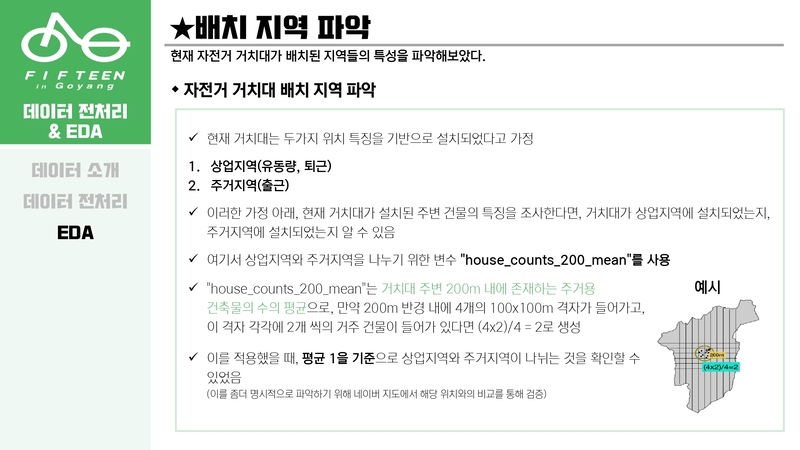 FIFTEEN
in Goyang
데이터 전처리
& EDA
데이터 소개
데이터 전처리
EDA
★배치 지역 파악
현재 자전거 거치대가 배치된 지역들의 특성을 파악해보았다.
◆ 자전거 거치대 배치 지역 파악
✓ 현재 거치대는 두가지 위치 특징을 기반으로 설치되었다고 가정
1. 상업지역(유동량, 퇴근)
2. 주거지역(출근)
✓ 이러한 가정 아래, 현재 거치대가 설치된 주변 건물의 특징을 조사한다면, 거치대가 상업지역에 설치되었는지,
주거지역에 설치되었는지 알 수 있음
✓ 여기서 상업지역와 주거지역을 나누기 위한 변수 "house_counts_200_mean"를 사용
✓ "house_counts_200_mean"는 거치대 주변 200m 내에 존재하는 주거용
건축물의 수의 평균으로, 만약 200m 반경 내에 4개의 100x100m 격자가 들어가고,
이 격자 각각에 2개 씩의 거주 건물이 들어가 있다면 (4x2)/4 = 2로 생성
✓ 이를 적용했을 때, 평균 1을 기준으로 상업지역와 주거지역이 나뉘는 것을 확인할 수
있었음
(이를 좀더 명시적으로 파악하기 위해 네이버 지도에서 해당 위치와의 비교를 통해 검증)
예시
200m
(4x2)/4=2